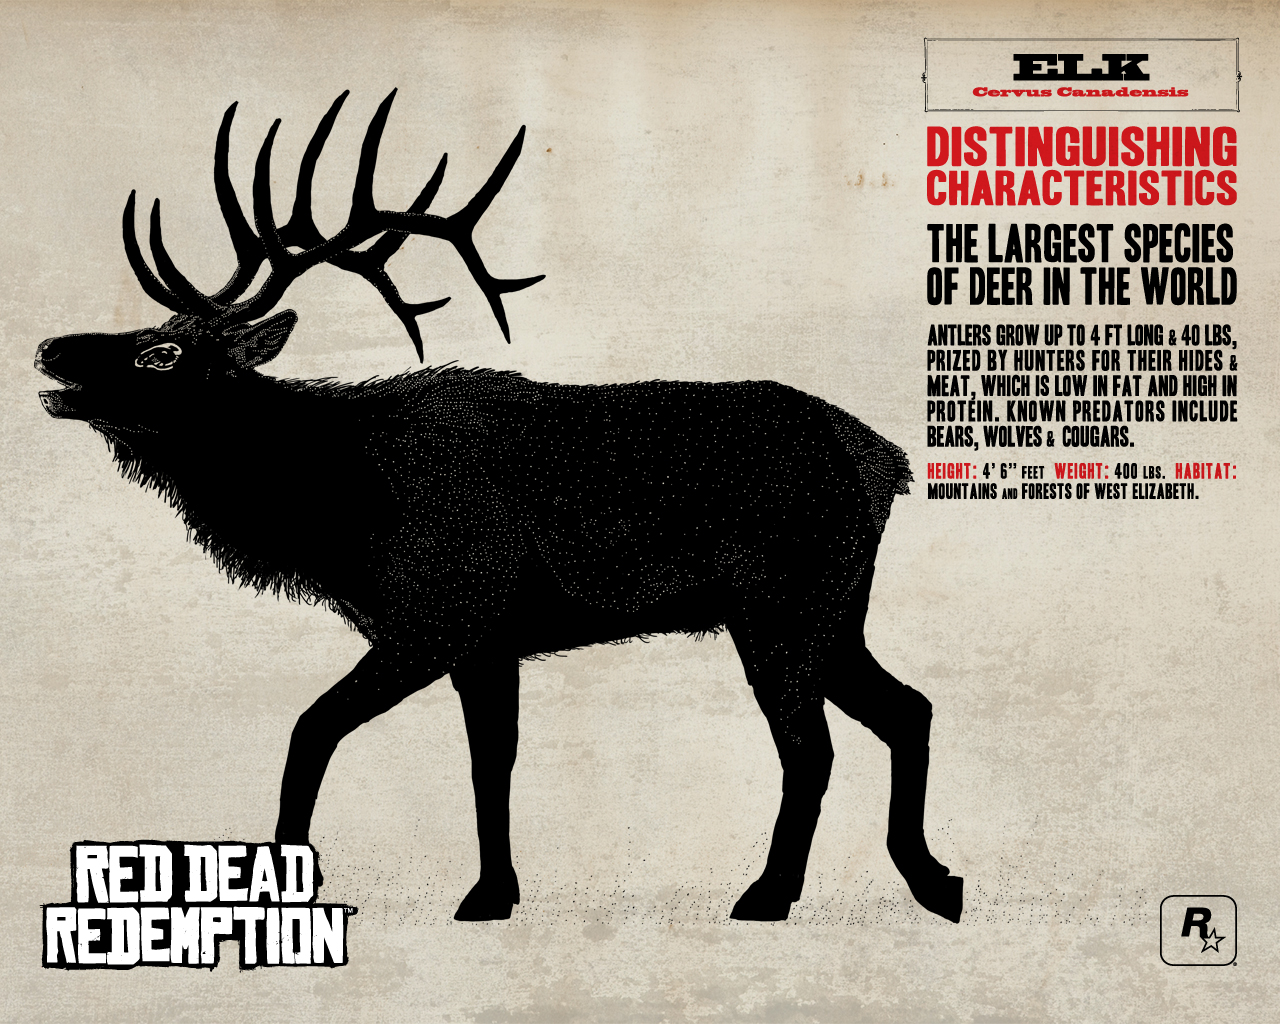 ELK
Cervus Canadensis
DISTINGUISHING
CHARACTERISTICS
THE LARGEST SPECIES
OF DEER IN THE WORLD
ANTLERS GROW UP TO 4 FT LONG & 40 LBS,
PRIZED BY HUNTERS FOR THEIR HIDES &
MEAT, WHICH IS LOW IN FAT AND HIGH IN
PROTEIN. KNOWN PREDATORS INCLUDE
BEARS, WOLVES & COUGARS.
HEIGHT: 4' 6" FEET WEIGHT: 400 LBS. HABITAT:
MOUNTAINS AND FORESTS OF WEST ELIZABETH.
RED DEAD
REDEMPTION™
R